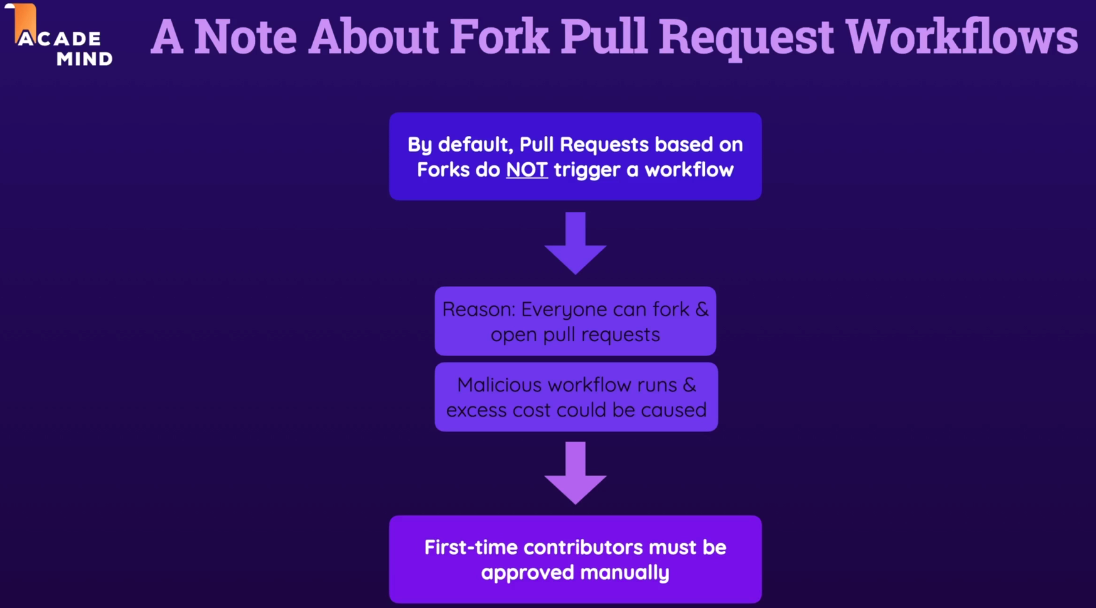 ACADE
MIND
A Note About Fork Pull Request Workflows
By default, Pull Requests based on
Forks do NOT trigger a workflow
Reason: Everyone can fork &
open pull requests
Malicious workflow runs &
excess cost could be caused
First-time contributors must be
approved manually